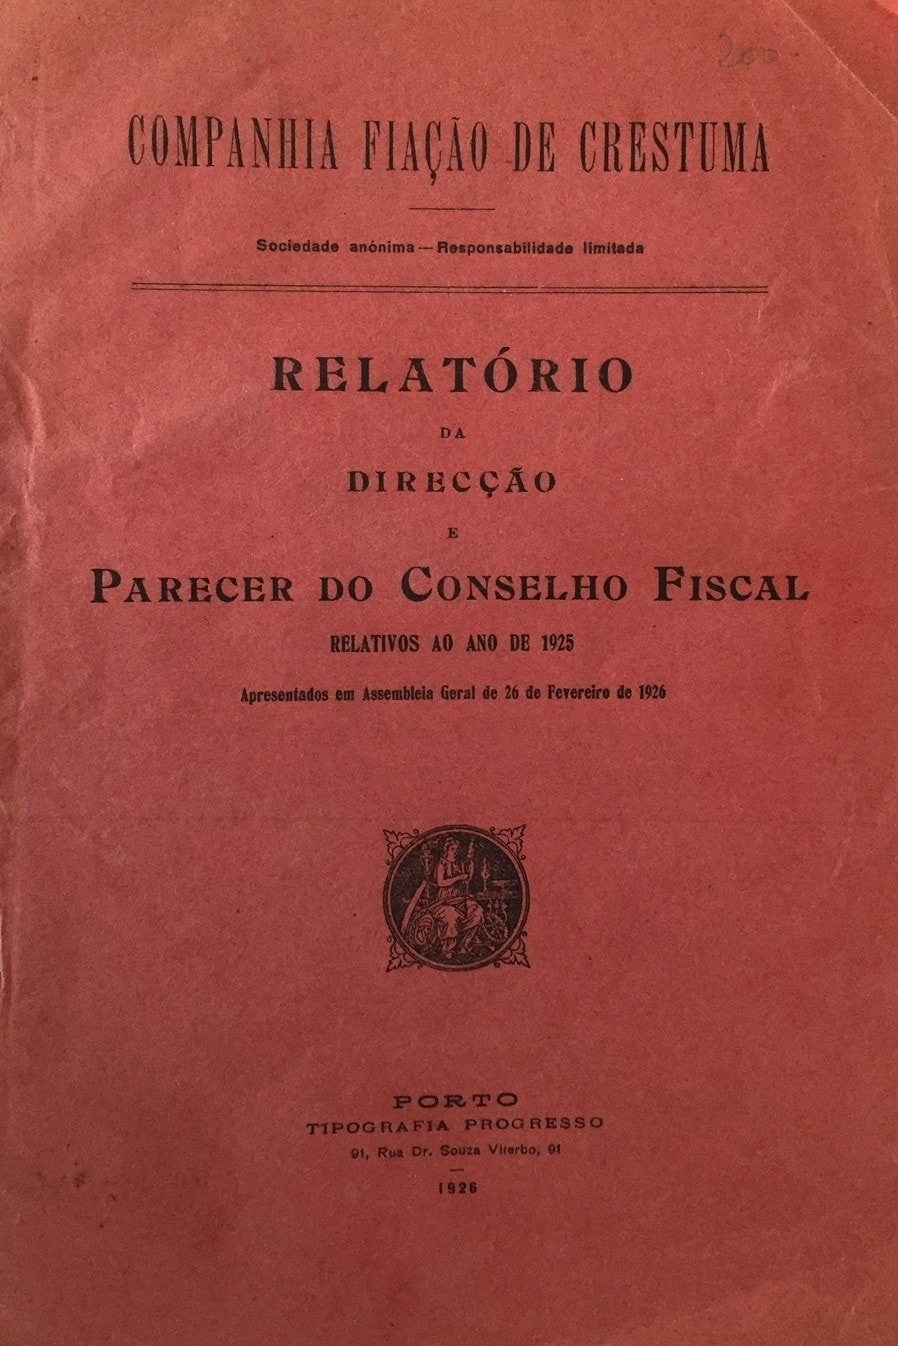 200
COMPANHIA FIAÇÃO DE CRESTUMA
Sociedade anónima — Responsabilidade limitada
RELATÓRIO
DA
DIRECÇÃO
E
PARECER DO CONSELHO FISCAL
RELATIVOS AO ANO DE 1925
Apresentados em Assembleia Geral de 26 de Fevereiro de 1926
PORTO
TIPOGRAFIA PROGRESSO
91, Rua Dr. Souza Viterbo, 91
1926